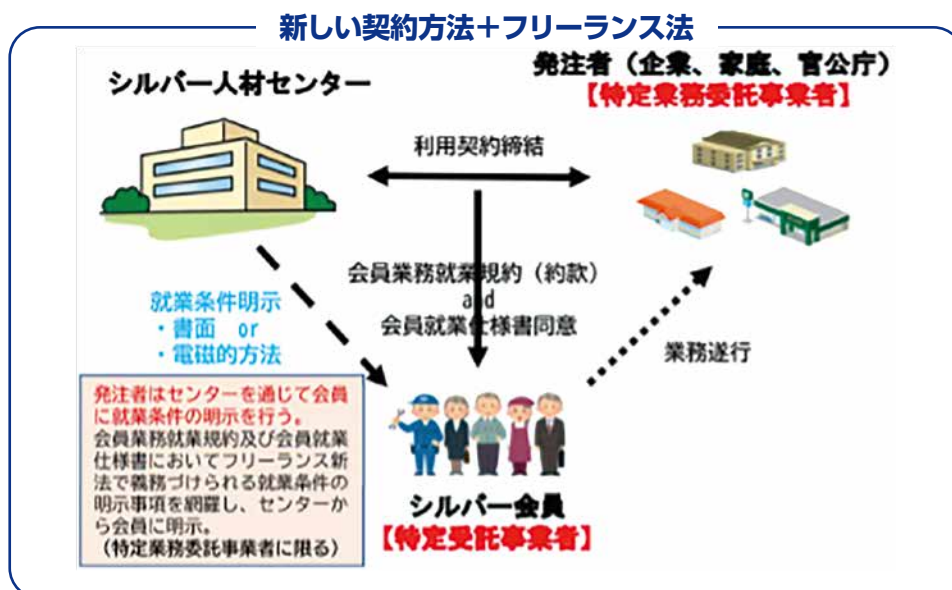 新しい契約方法＋フリーランス法
シルバー人材センター
発注者（企業、家庭、官公庁）
【特定業務委託事業者】
利用契約締結
会員業務就業規約（約款）
and
会員就業仕様書同意
就業条件明示
・書面 or
・電磁的方法
業務遂行
発注者はセンターを通じて会員
に就業条件の明示を行う。
会員業務就業規約及び会員就業
仕様書においてフリーランス新
法で義務づけられる就業条件の
明示事項を網羅し、センターか
ら会員に明示。
（特定業務委託事業者に限る）
シルバー会員
【特定受託事業者】